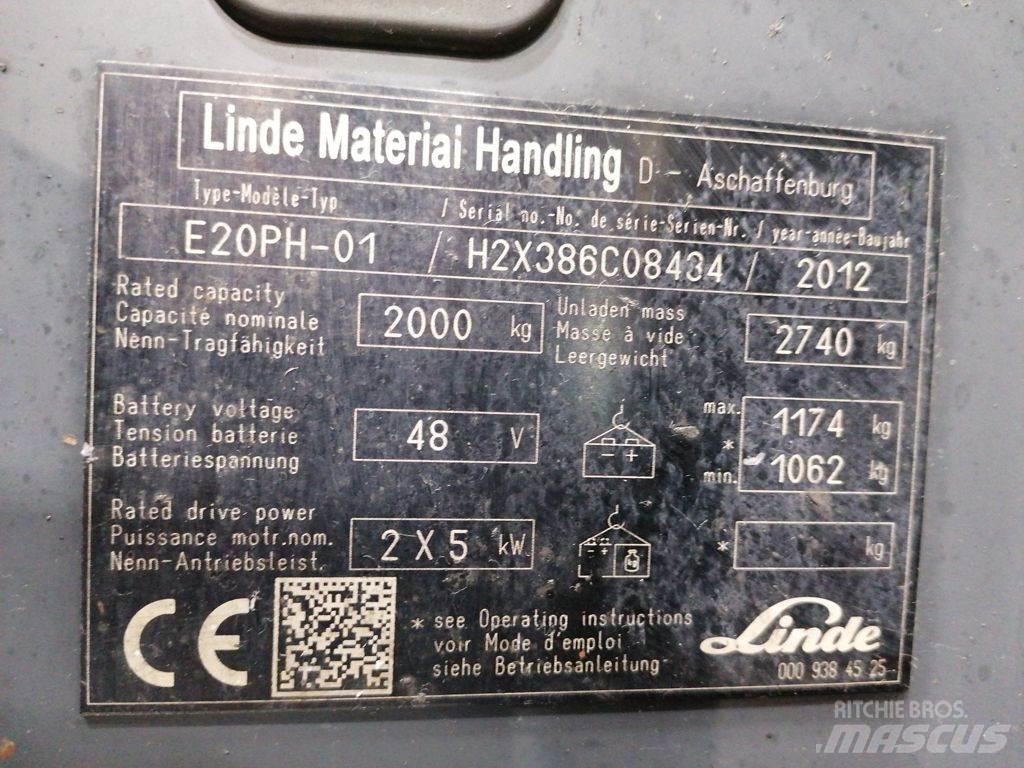 Linde Material Handling D - Aschaffenburg
Type-Modèle-Typ / Serial no.-No. de série-Serien-Nr. / year-année-Baujahr
E20PH-01 / H2X386C08434 / 2012
Rated capacity
Capacité nominale
Nenn-Tragfähigkeit
2000 kg
Unladen mass
Masse à vide
Leergewicht
2740 kg
Battery voltage
Tension batterie
Batteriespannung
48 V
- +
max. 1174 kg
*
min. 1062 kg
Rated drive power
Puissance motr.nom.
Nenn-Antriebsleist.
2 X 5 kW
- + kg
* kg
CE
* see Operating instructions
voir Mode d'emploi
siehe Betriebsanleitung
Linde
000 938 45 25
RITCHIE BROS.
MASCUS